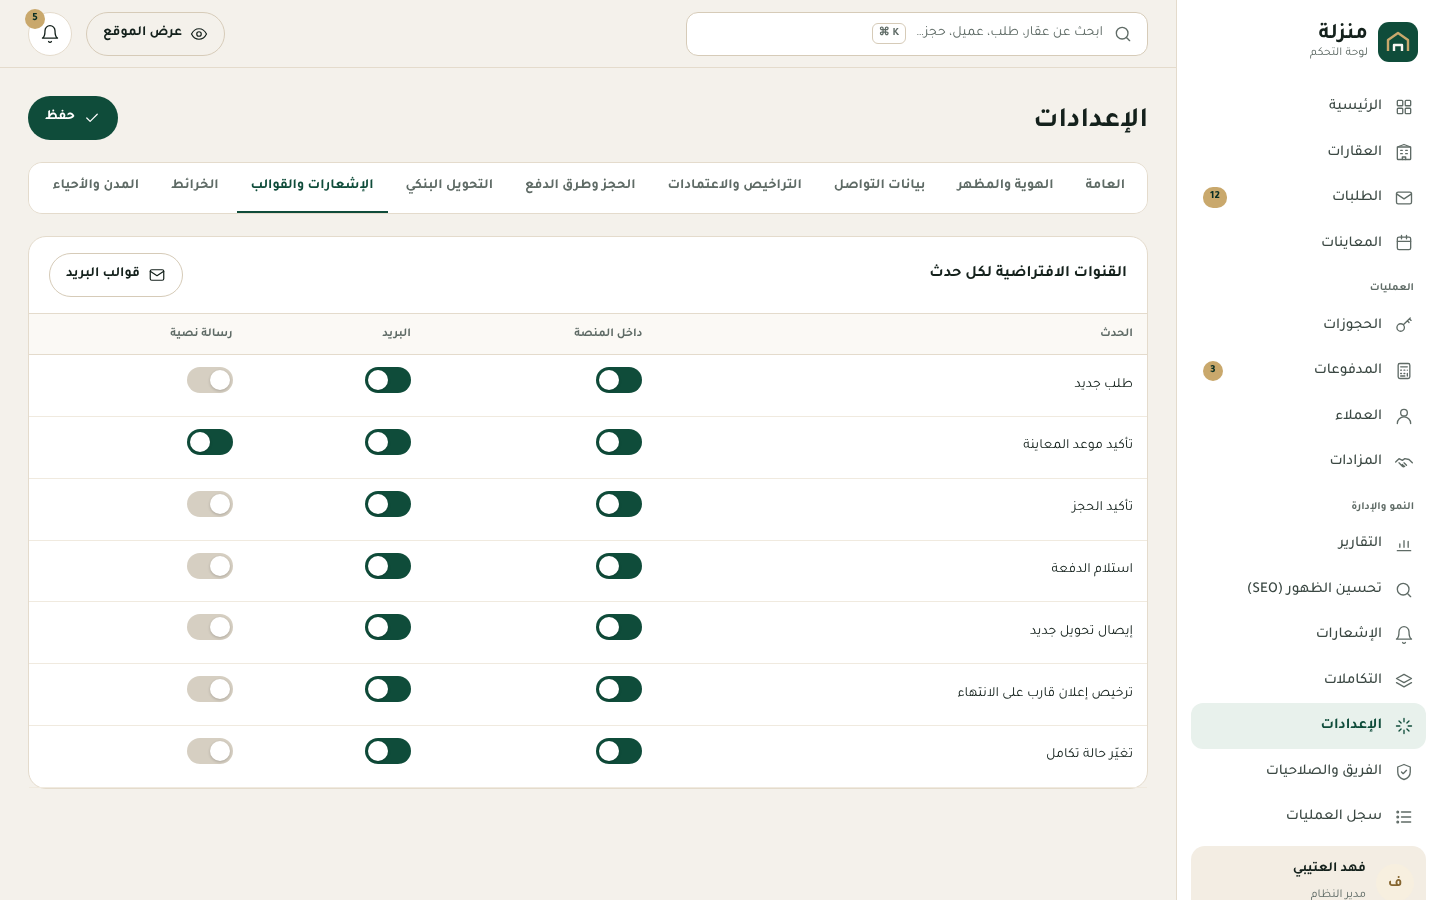 منزلة
لوحة التحكم
الرئيسية
العقارات
الطلبات
12
المعاينات
العمليات
الحجوزات
المدفوعات
3
العملاء
المزادات
النمو والإدارة
التقارير
تحسين الظهور (SEO)
الإشعارات
التكاملات
الإعدادات
الفريق والصلاحيات
سجل العمليات
ف
فهد العتيبي
مدير النظام
ابحث عن عقار، طلب، عميل، حجز…
⌘ K
عرض الموقع
5
الإعدادات
حفظ
العامة
الهوية والمظهر
بيانات التواصل
التراخيص والاعتمادات
الحجز وطرق الدفع
التحويل البنكي
الإشعارات والقوالب
الخرائط
المدن والأحياء
القنوات الافتراضية لكل حدث
قوالب البريد
الحدث
داخل المنصة
البريد
رسالة نصية
طلب جديد
تأكيد موعد المعاينة
تأكيد الحجز
استلام الدفعة
إيصال تحويل جديد
ترخيص إعلان قارب على الانتهاء
تغيّر حالة تكامل